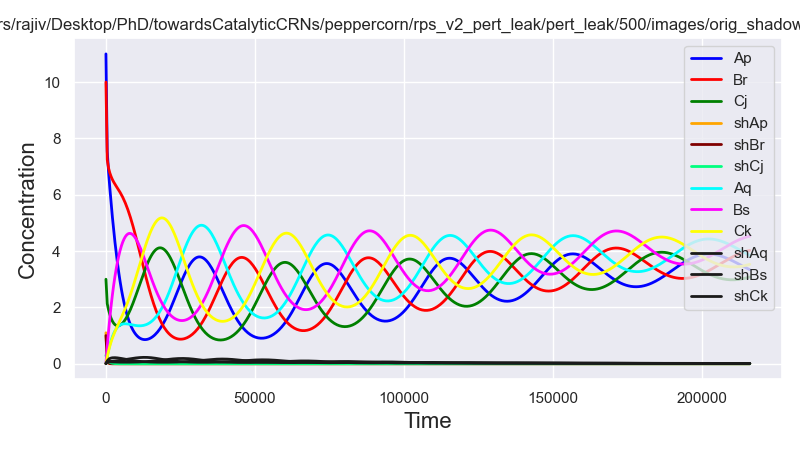 rs/rajiv/Desktop/PhD/towardsCatalyticCRNs/peppercorn/rps_v2_pert_leak/pert_leak/500/images/orig_shadow
Concentration
10
8
6
4
2
0
0
50000
100000
150000
200000
Time
Ap
Br
Cj
shAp
shBr
shCj
Aq
Bs
Ck
shAq
shBs
shCk